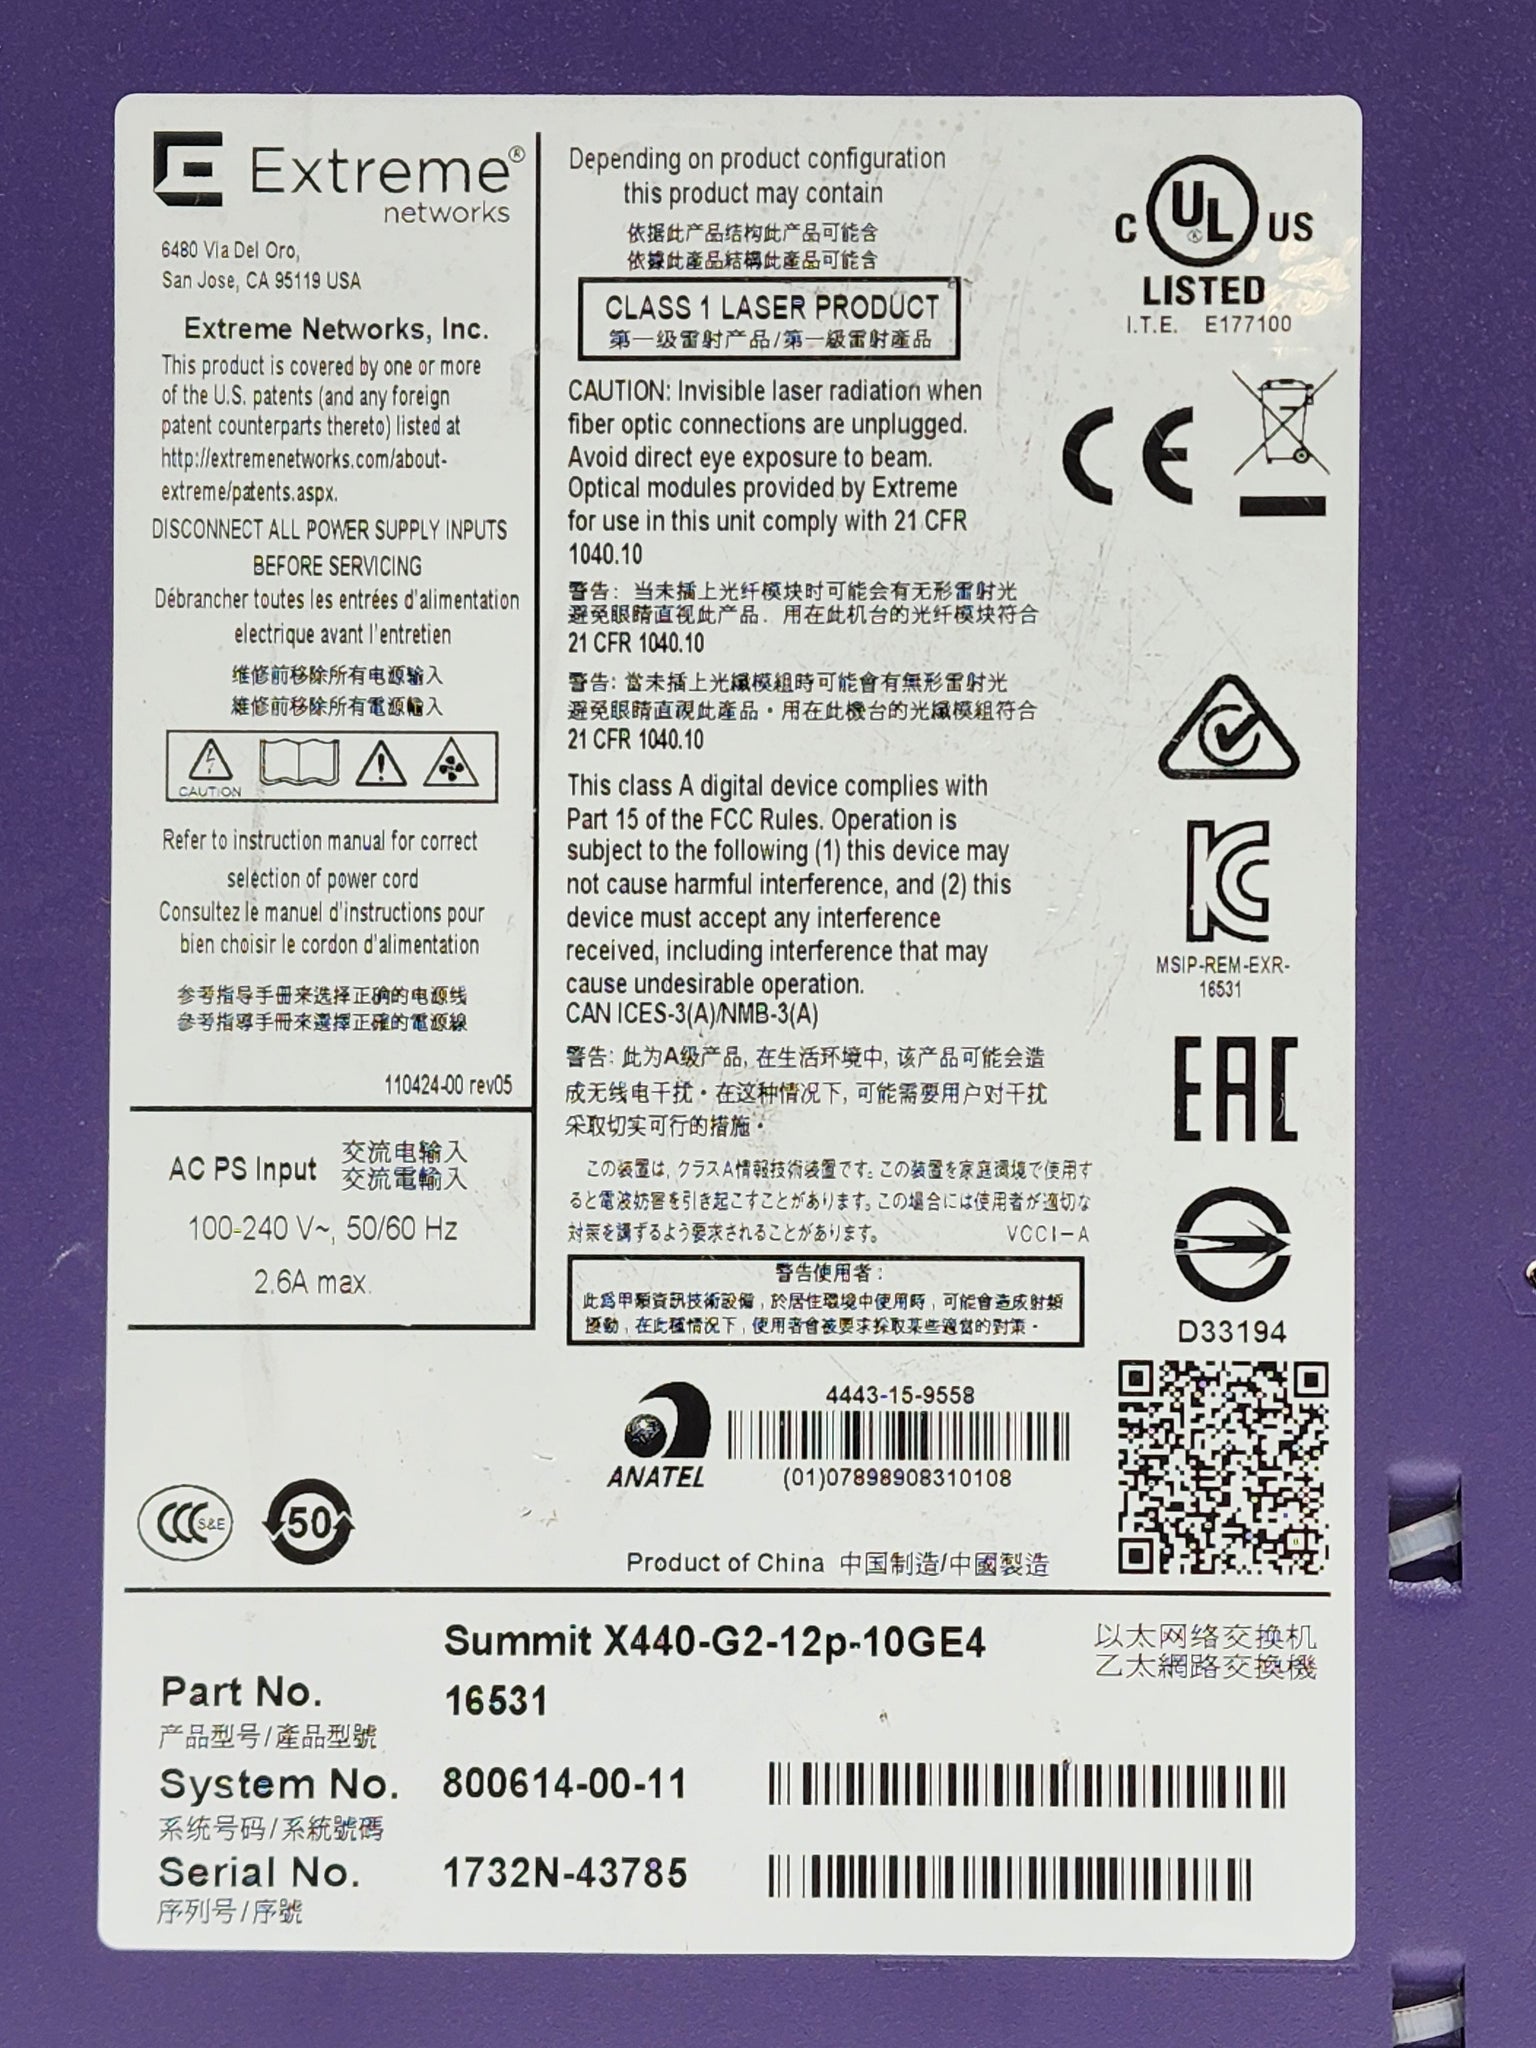 Extreme®
networks
6480 Via Del Oro,
San Jose, CA 95119 USA
Extreme Networks, Inc.
This product is covered by one or more
of the U.S. patents (and any foreign
patent counterparts thereto) listed at
http://extremenetworks.com/about-
extreme/patents.aspx.
DISCONNECT ALL POWER SUPPLY INPUTS
BEFORE SERVICING
Débrancher toutes les entrées d'alimentation
electrique avant l'entretien
维修前移除所有电源输入
維修前移除所有電源輸入
CAUTION
Refer to instruction manual for correct
selection of power cord
Consultez le manuel d'instructions pour
bien choisir le cordon d'alimentation
参考指导手册来选择正确的电源线
參考指導手冊來選擇正確的電源線
110424-00 rev05
AC PS Input 交流电输入
交流電輸入
100-240 V~, 50/60 Hz
2.6A max.
CCC S&E
50
Depending on product configuration
this product may contain
依据此产品结构此产品可能含
依據此產品結構此產品可能含
CLASS 1 LASER PRODUCT
第一级雷射产品/第一級雷射產品
CAUTION: Invisible laser radiation when
fiber optic connections are unplugged.
Avoid direct eye exposure to beam.
Optical modules provided by Extreme
for use in this unit comply with 21 CFR
1040.10
警告: 当未插上光纤模块时可能会有无形雷射光
避免眼睛直视此产品. 用在此机台的光纤模块符合
21 CFR 1040.10
警告: 當未插上光纖模組時可能會有無形雷射光
避免眼睛直視此產品。用在此機台的光纖模組符合
21 CFR 1040.10
This class A digital device complies with
Part 15 of the FCC Rules. Operation is
subject to the following (1) this device may
not cause harmful interference, and (2) this
device must accept any interference
received, including interference that may
cause undesirable operation.
CAN ICES-3(A)/NMB-3(A)
警告: 此为A级产品, 在生活环境中, 该产品可能会造
成无线电干扰。在这种情况下, 可能需要用户对干扰
采取切实可行的措施。
この装置は, クラスA情報技術装置です。この装置を家庭環境で使用す
ると電波妨害を引き起こすことがあります。この場合には使用者が適切な
対策を講ずるよう要求されることがあります。 VCCI-A
警告使用者:
此為甲類資訊技術設備, 於居住環境中使用時, 可能會造成射頻
擾動, 在此種情況下, 使用者會被要求採取某些適當的對策。
ANATEL
4443-15-9558
(01)07898908310108
Product of China 中国制造/中國製造
C UL® US
LISTED
I.T.E. E177100
CE
KC
MSIP-REM-EXR-
16531
EAC
D33194
Summit X440-G2-12p-10GE4
以太网络交换机
乙太網路交換機
Part No. 16531
产品型号/產品型號
System No. 800614-00-11
系统号码/系統號碼
Serial No. 1732N-43785
序列号/序號